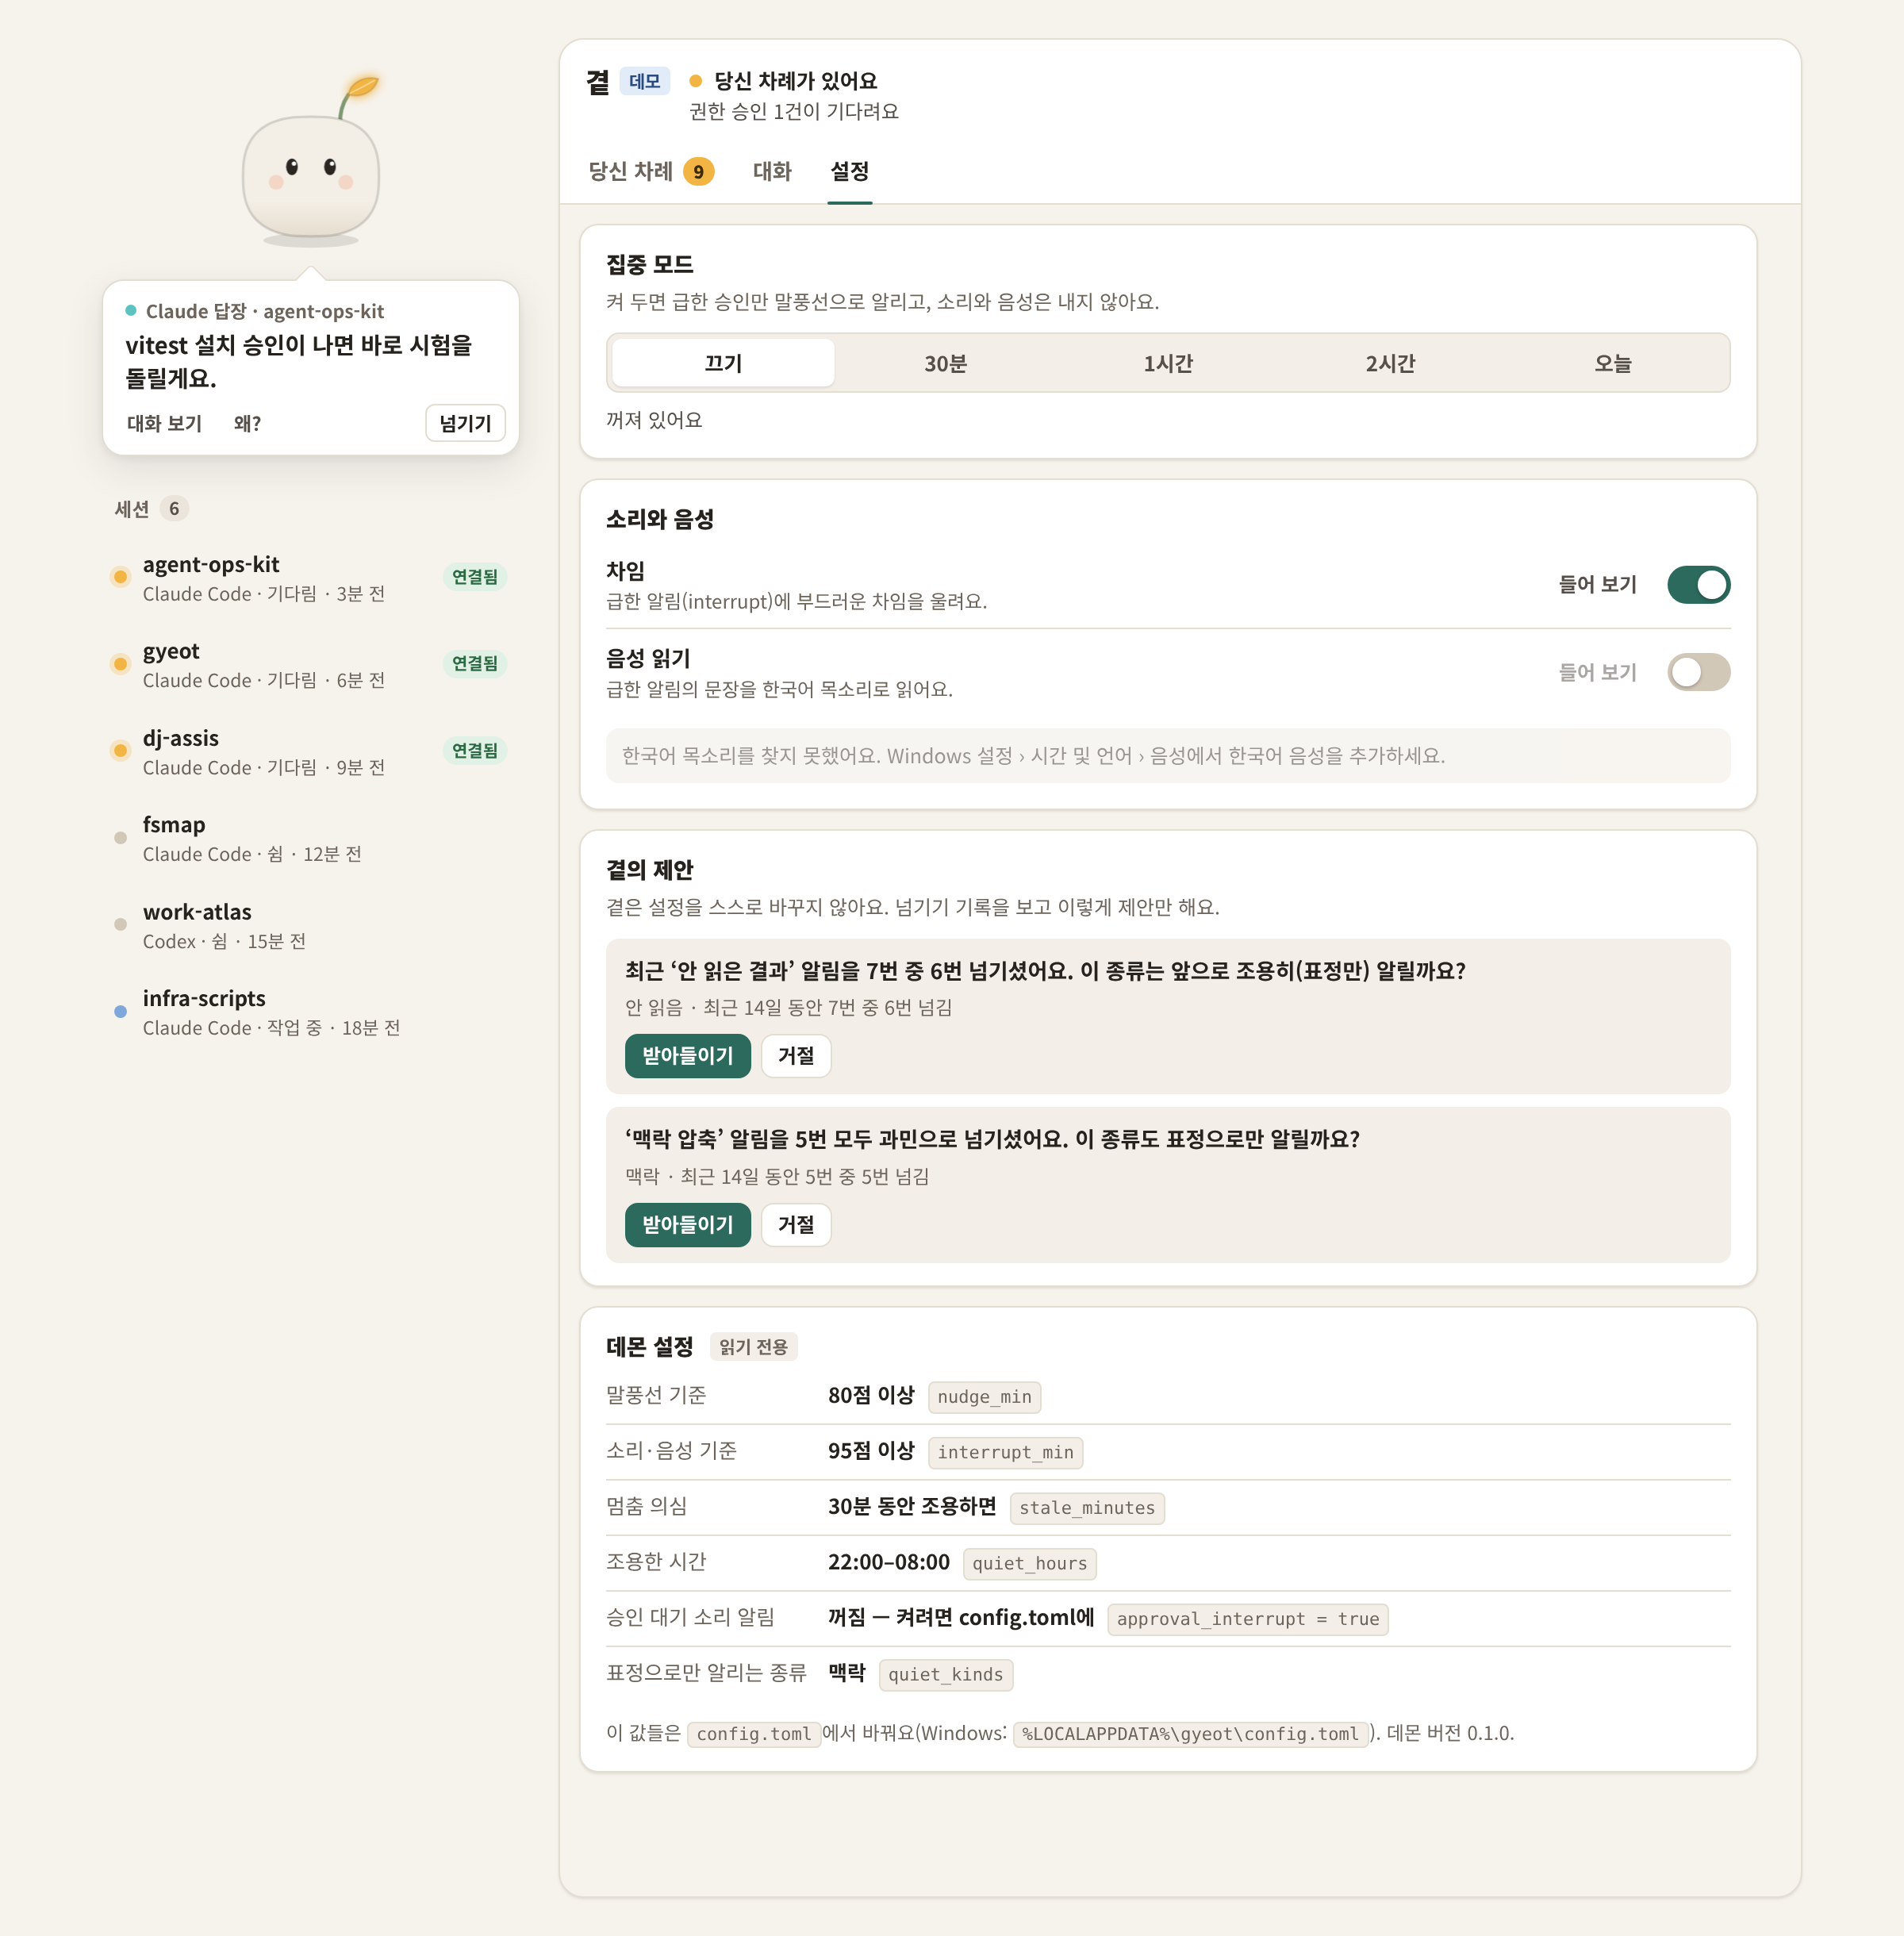 Claude 답장 · agent-ops-kit
vitest 설치 승인이 나면 바로 시험을
돌릴게요.
대화 보기 왜? 넘기기
세션 6
agent-ops-kit
Claude Code · 기다림 · 3분 전
연결됨
gyeot
Claude Code · 기다림 · 6분 전
연결됨
dj-assis
Claude Code · 기다림 · 9분 전
연결됨
fsmap
Claude Code · 쉼 · 12분 전
work-atlas
Codex · 쉼 · 15분 전
infra-scripts
Claude Code · 작업 중 · 18분 전
곁 데모 당신 차례가 있어요
권한 승인 1건이 기다려요
당신 차례 9 대화 설정
집중 모드
켜 두면 급한 승인만 말풍선으로 알리고, 소리와 음성은 내지 않아요.
끄기 30분 1시간 2시간 오늘
꺼져 있어요
소리와 음성
차임
급한 알림(interrupt)에 부드러운 차임을 울려요.
들어 보기
음성 읽기
급한 알림의 문장을 한국어 목소리로 읽어요.
들어 보기
한국어 목소리를 찾지 못했어요. Windows 설정 › 시간 및 언어 › 음성에서 한국어 음성을 추가하세요.
곁의 제안
곁은 설정을 스스로 바꾸지 않아요. 넘기기 기록을 보고 이렇게 제안만 해요.
최근 ‘안 읽은 결과’ 알림을 7번 중 6번 넘기셨어요. 이 종류는 앞으로 조용히(표정만) 알릴까요?
안 읽음 · 최근 14일 동안 7번 중 6번 넘김
받아들이기 거절
‘맥락 압축’ 알림을 5번 모두 과민으로 넘기셨어요. 이 종류도 표정으로만 알릴까요?
맥락 · 최근 14일 동안 5번 중 5번 넘김
받아들이기 거절
데몬 설정 읽기 전용
말풍선 기준 80점 이상 nudge_min
소리·음성 기준 95점 이상 interrupt_min
멈춤 의심 30분 동안 조용하면 stale_minutes
조용한 시간 22:00–08:00 quiet_hours
승인 대기 소리 알림 꺼짐 — 켜려면 config.toml에 approval_interrupt = true
표정으로만 알리는 종류 맥락 quiet_kinds
이 값들은 config.toml에서 바꿔요(Windows: %LOCALAPPDATA%\gyeot\config.toml). 데몬 버전 0.1.0.